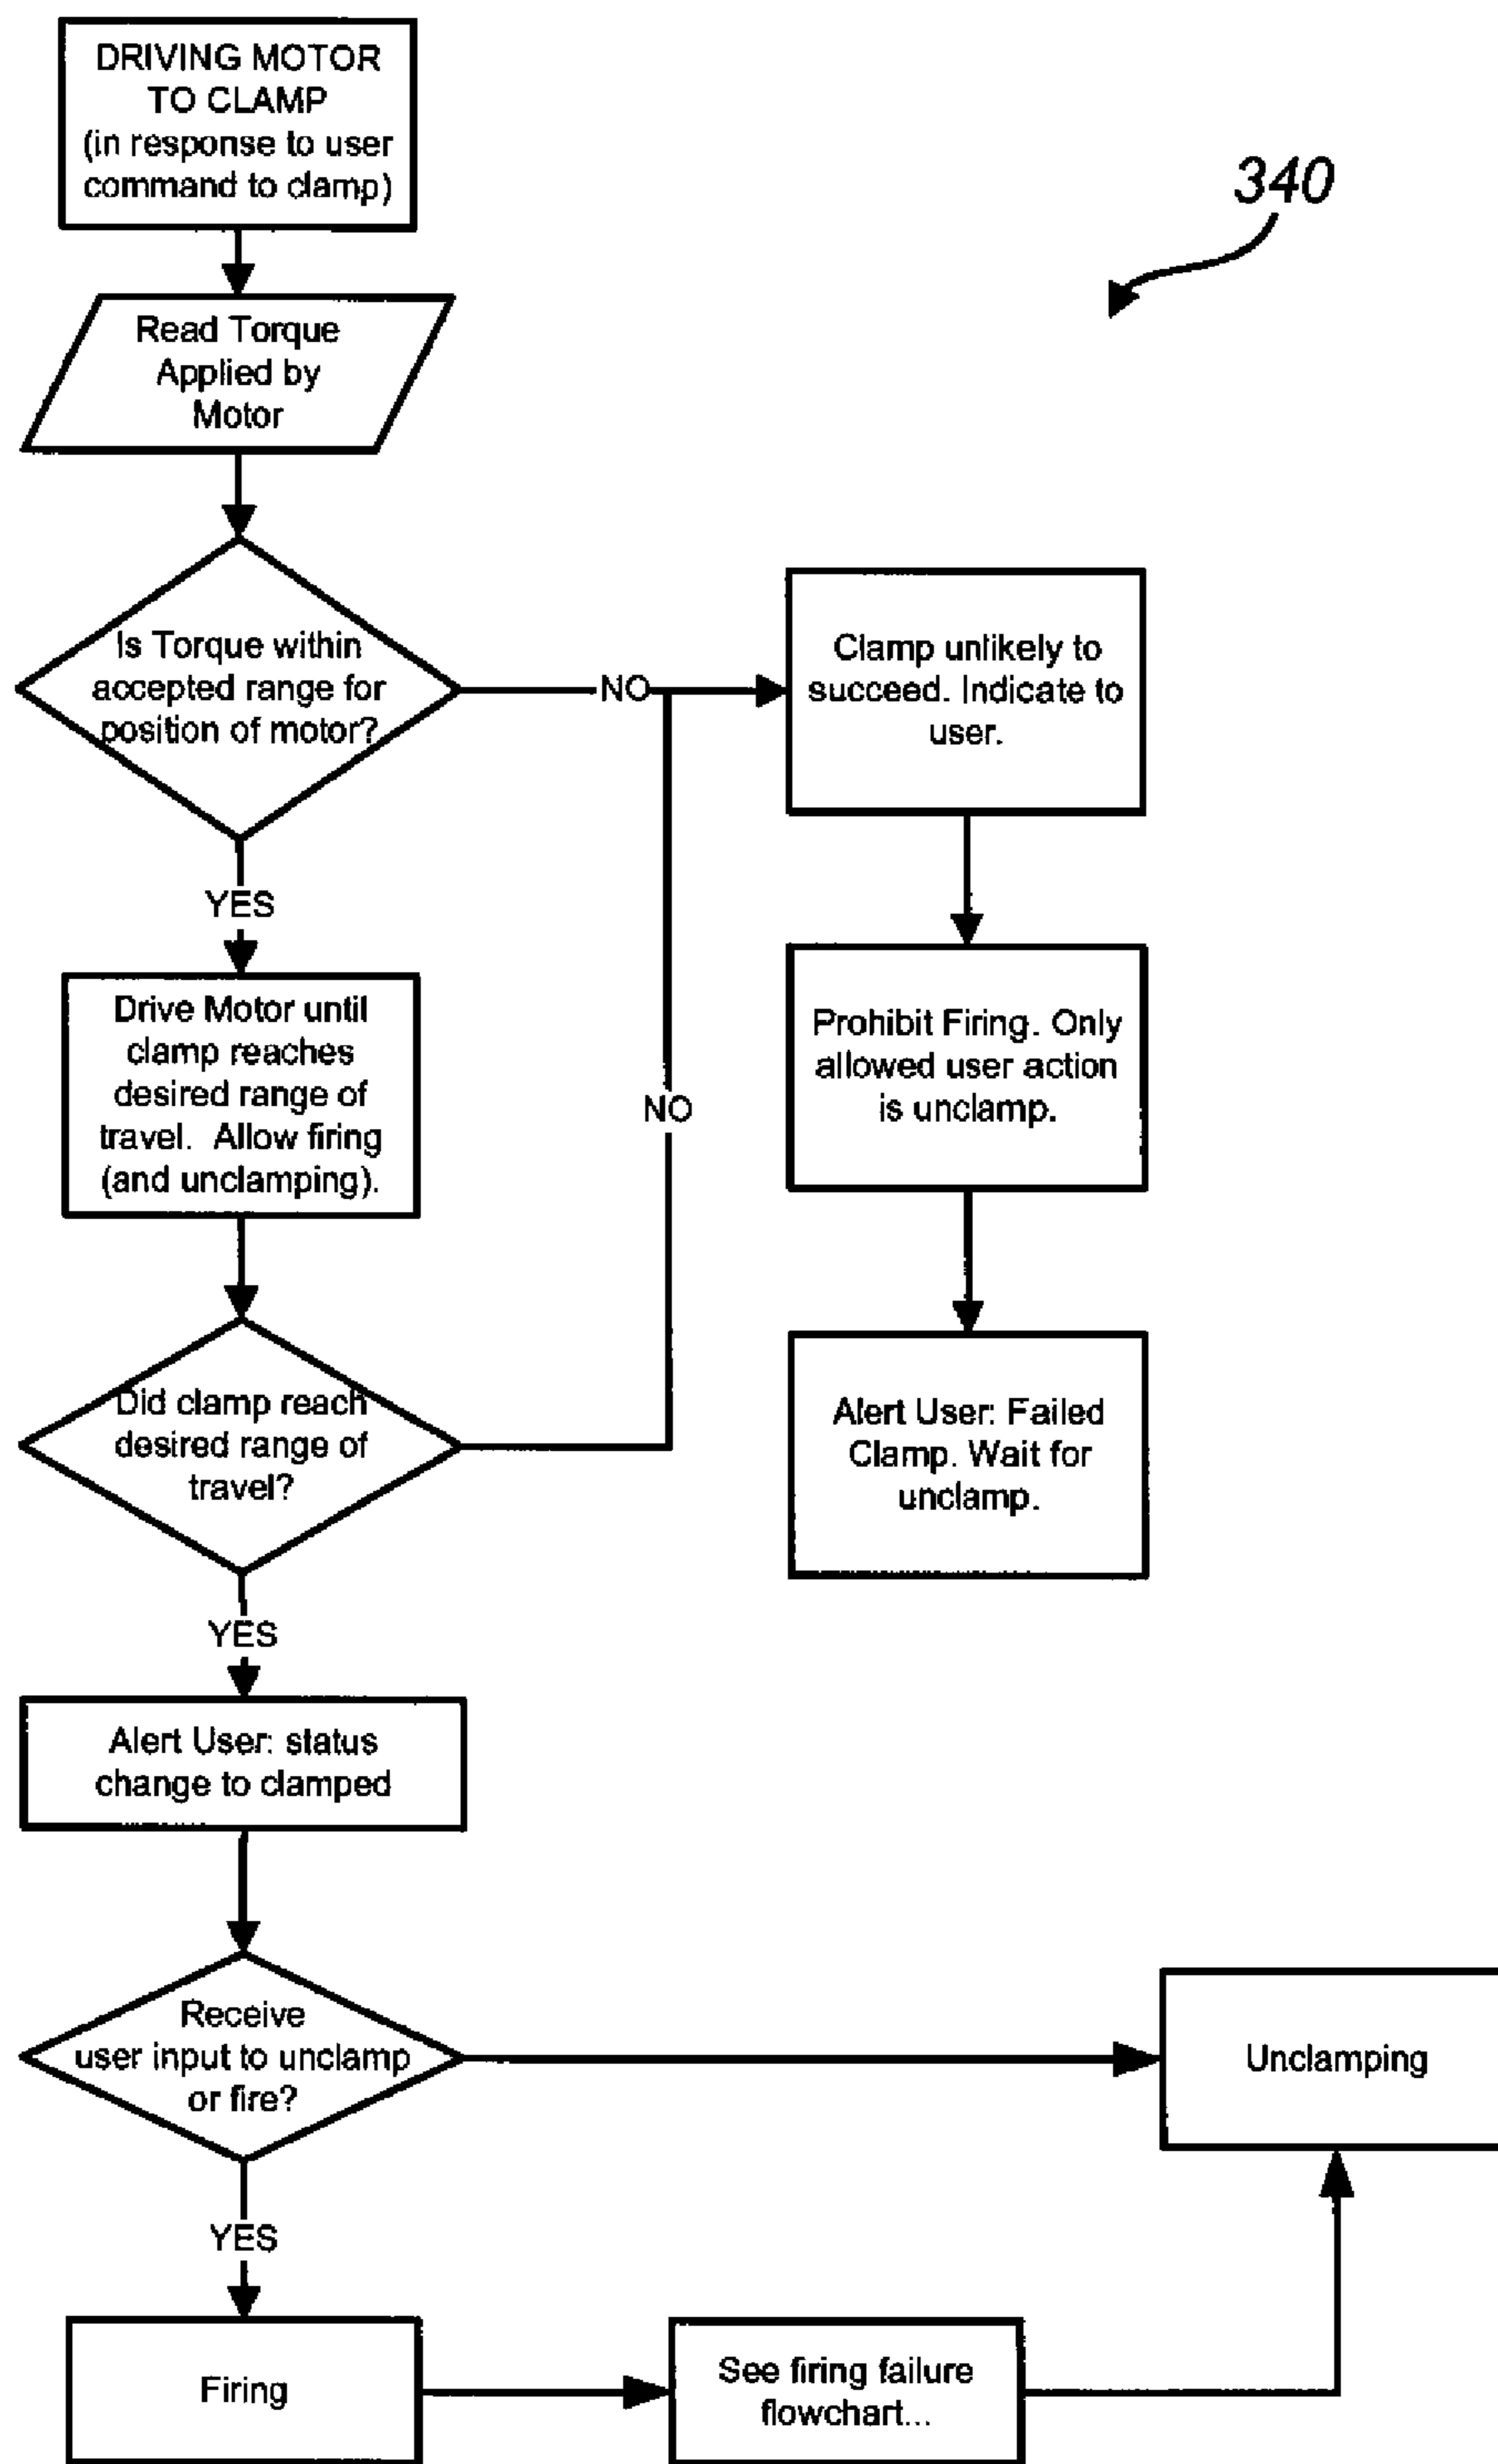 DRIVING MOTOR
TO CLAMP
(in response to user
command to clamp)
340
Read Torque
Applied by
Motor
Is Torque within
accepted range for
position of motor?
NO
Clamp unlikely to
succeed. Indicate to
user.
YES
Drive Motor until
clamp reaches
desired range of
travel. Allow firing
(and unclamping).
Prohibit Firing. Only
allowed user action
is unclamp.
NO
Did clamp reach
desired range of
travel?
Alert User: Failed
Clamp. Wait for
unclamp.
YES
Alert User: status
change to clamped
Receive
user input to unclamp
or fire?
Unclamping
YES
Firing
See firing failure
flowchart...